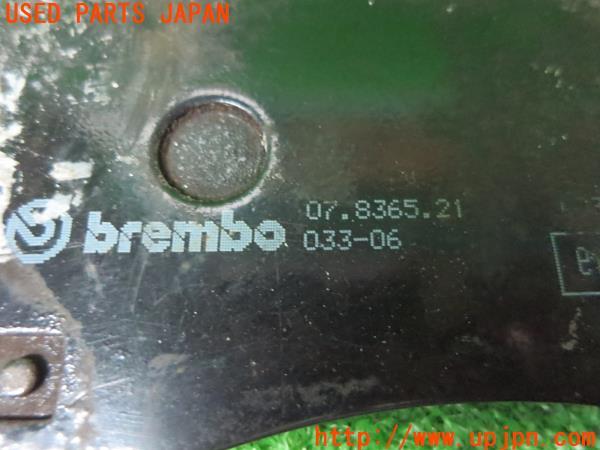 USED PARTS JAPAN
brembo 07.8365.21
033-06
http://www.upjpn.com